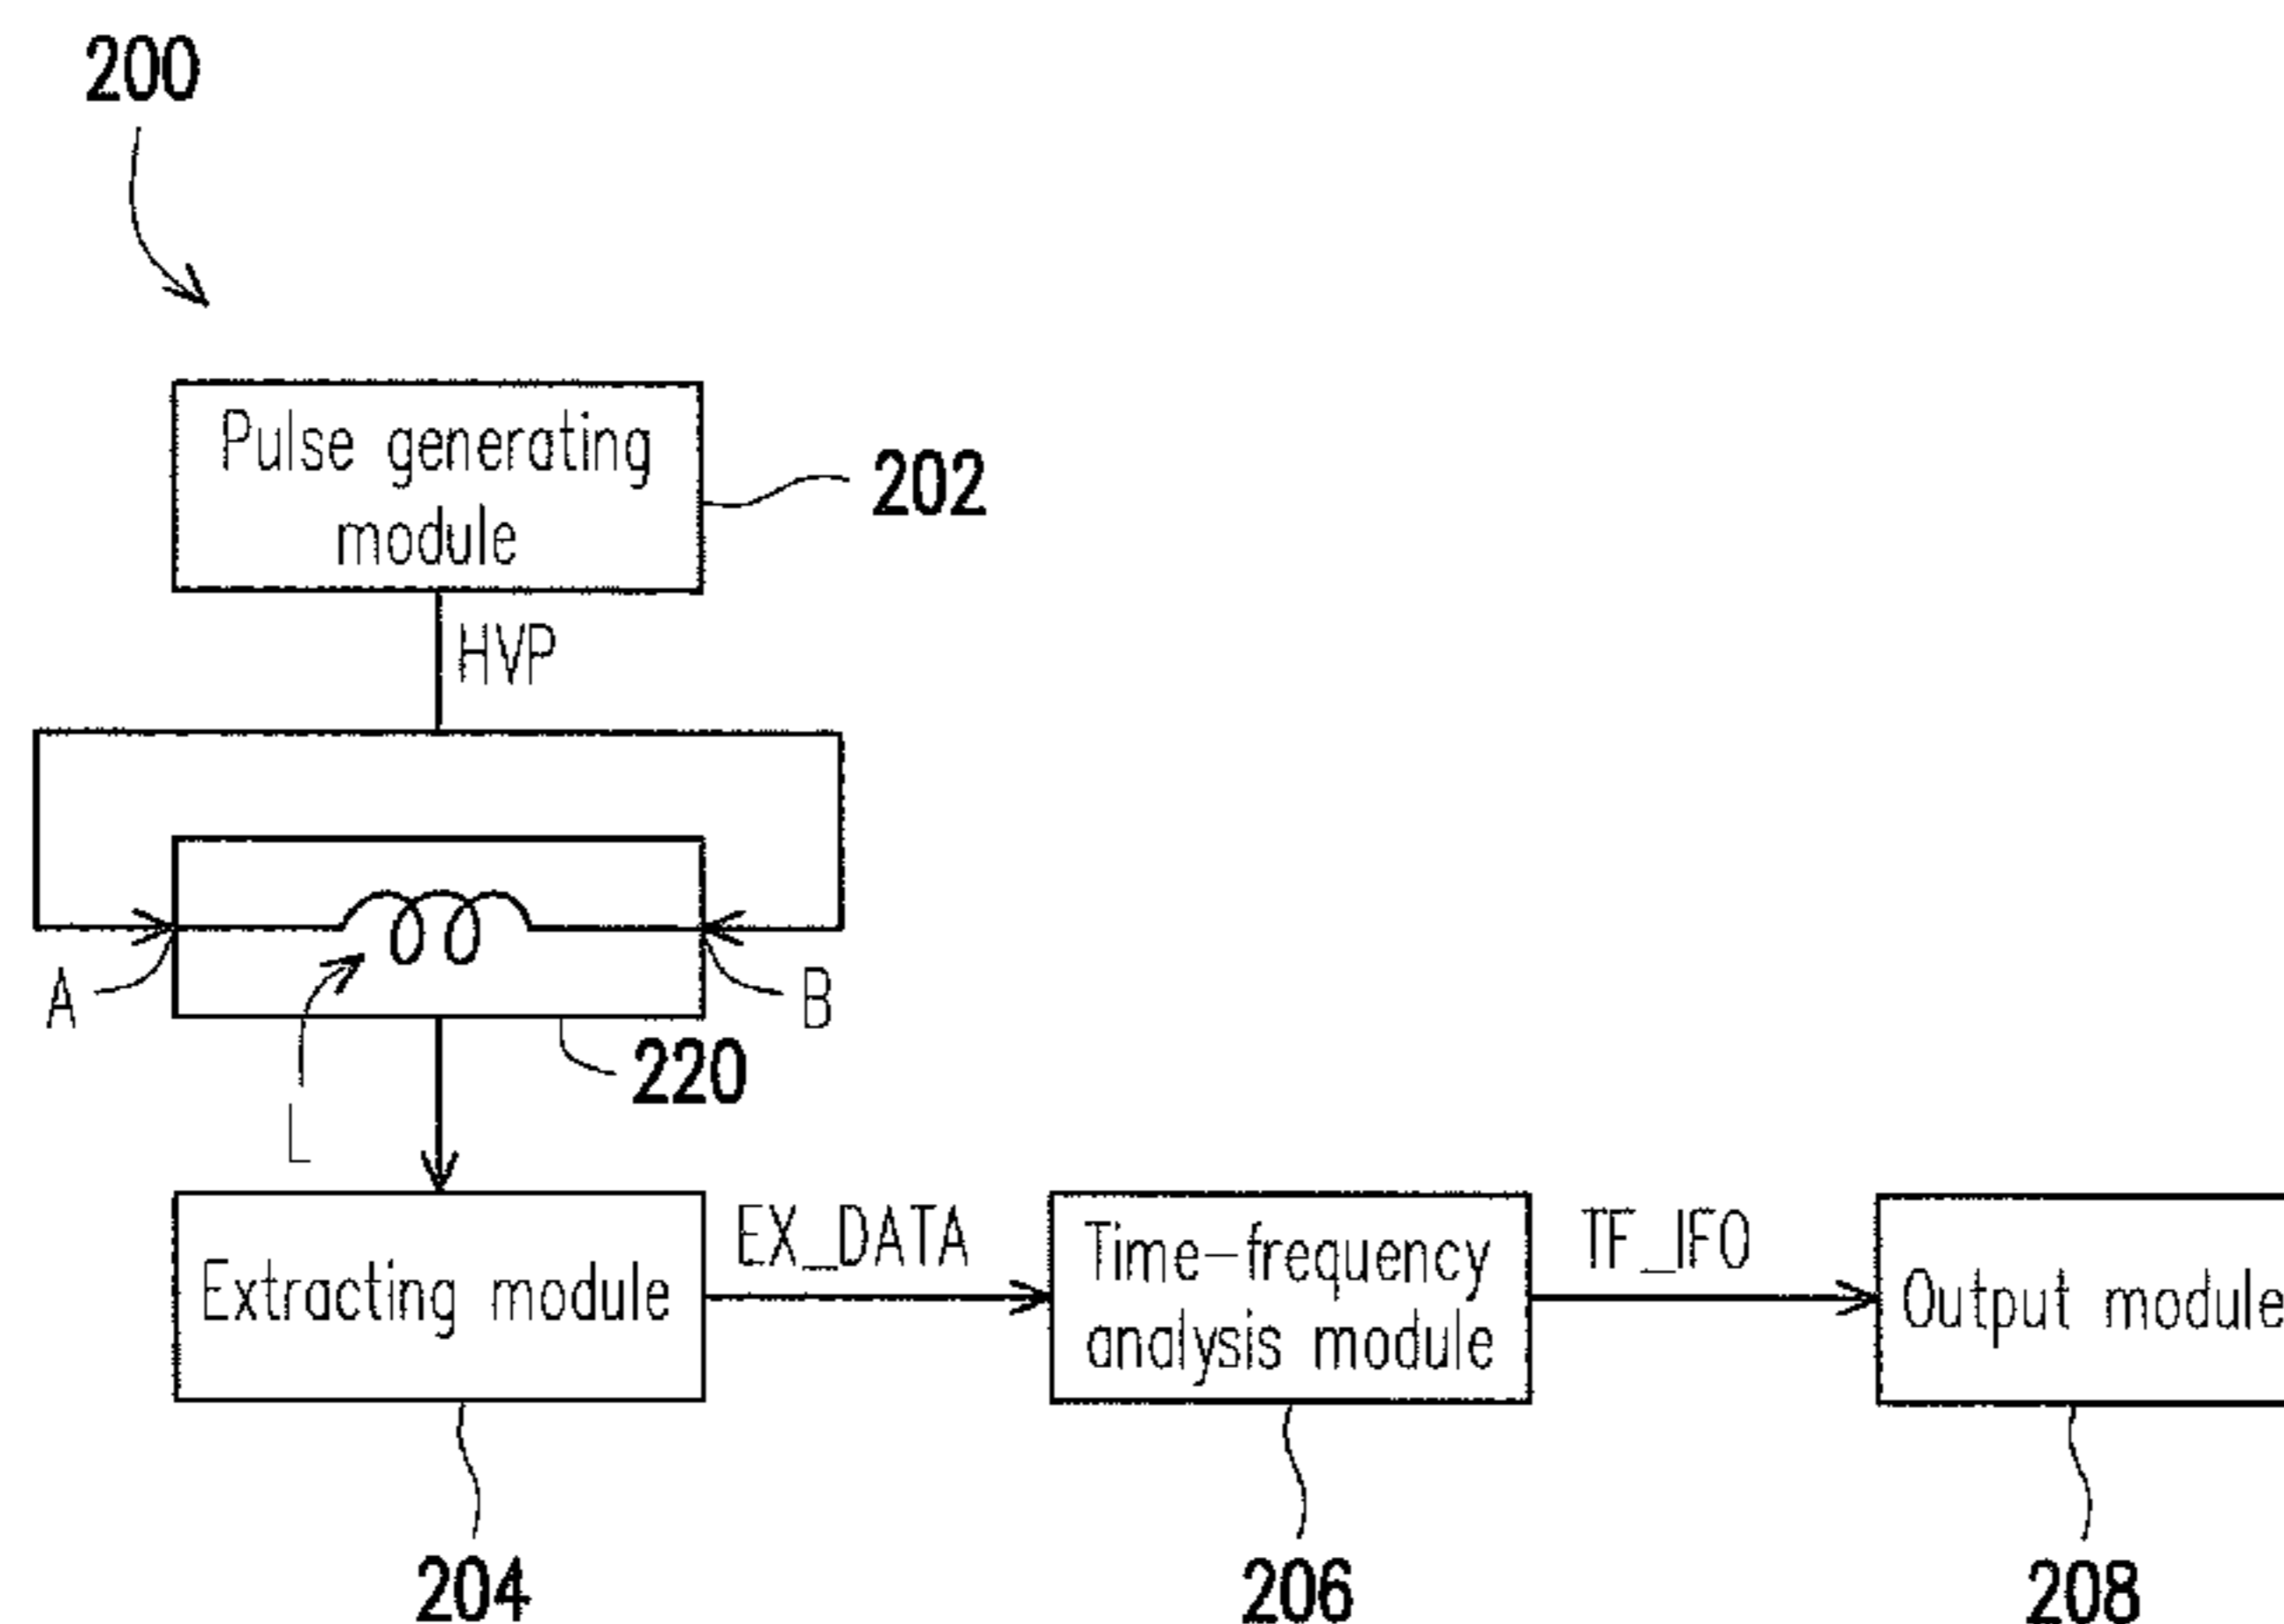 200
Pulse generating
module
202
HVP
A
B
L
220
Extracting module
EX_DATA
Time-frequency
analysis module
TF_IFO
Output module
204
206
208